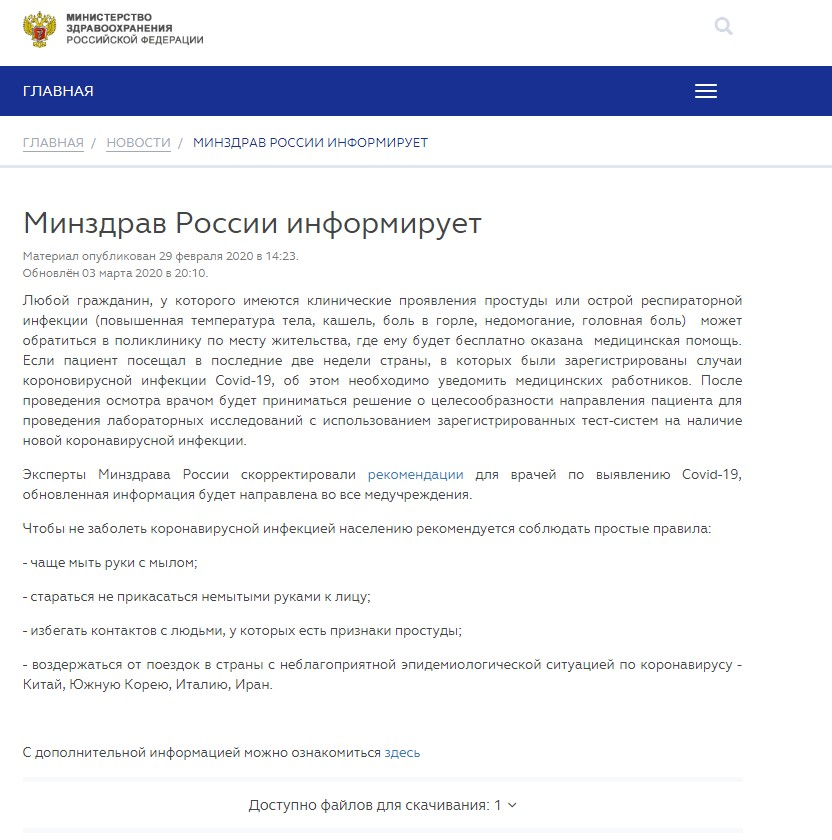 МИНИСТЕРСТВО
ЗДРАВООХРАНЕНИЯ
РОССИЙСКОЙ ФЕДЕРАЦИИ
ГЛАВНАЯ
ГЛАВНАЯ / НОВОСТИ / МИНЗДРАВ РОССИИ ИНФОРМИРУЕТ
Минздрав России информирует
Материал опубликован 29 февраля 2020 в 14:23.
Обновлён 03 марта 2020 в 20:10.
Любой гражданин, у которого имеются клинические проявления простуды или острой респираторной
инфекции (повышенная температура тела, кашель, боль в горле, недомогание, головная боль) может
обратиться в поликлинику по месту жительства, где ему будет бесплатно оказана медицинская помощь.
Если пациент посещал в последние две недели страны, в которых были зарегистрированы случаи
короновирусной инфекции Covid-19, об этом необходимо уведомить медицинских работников. После
проведения осмотра врачом будет приниматься решение о целесообразности направления пациента для
проведения лабораторных исследований с использованием зарегистрированных тест-систем на наличие
новой коронавирусной инфекции.
Эксперты Минздрава России скорректировали рекомендации для врачей по выявлению Covid-19,
обновленная информация будет направлена во все медучреждения.
Чтобы не заболеть коронавирусной инфекцией населению рекомендуется соблюдать простые правила:
- чаще мыть руки с мылом;
- стараться не прикасаться немытыми руками к лицу;
- избегать контактов с людьми, у которых есть признаки простуды;
- воздержаться от поездок в страны с неблагоприятной эпидемиологической ситуацией по коронавирусу -
Китай, Южную Корею, Италию, Иран.
С дополнительной информацией можно ознакомиться здесь
Доступно файлов для скачивания: 1